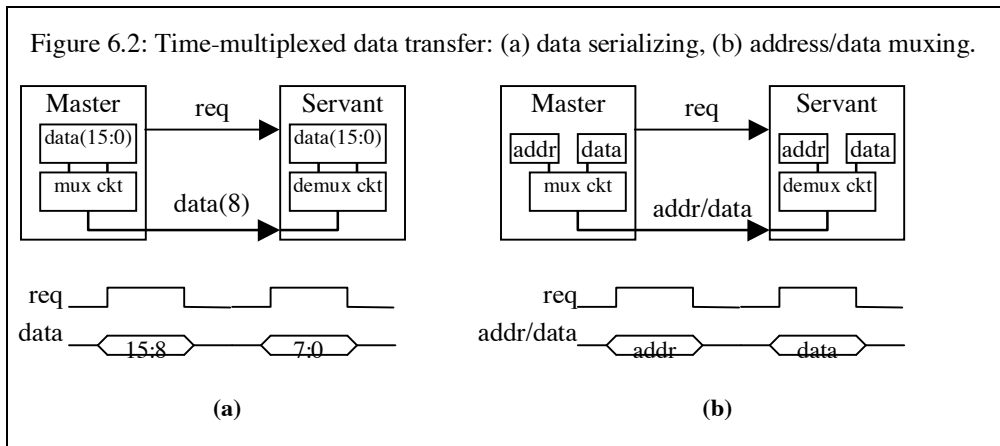 Figure 6.2: Time-multiplexed data transfer: (a) data serializing, (b) address/data muxing.
Master
req
Servant
data(15:0)
data(15:0)
mux ckt
demux ckt
data(8)
req
data
15:8
7:0
(a)
Master
req
Servant
addr
data
addr
data
mux ckt
demux ckt
addr/data
req
addr/data
addr
data
(b)